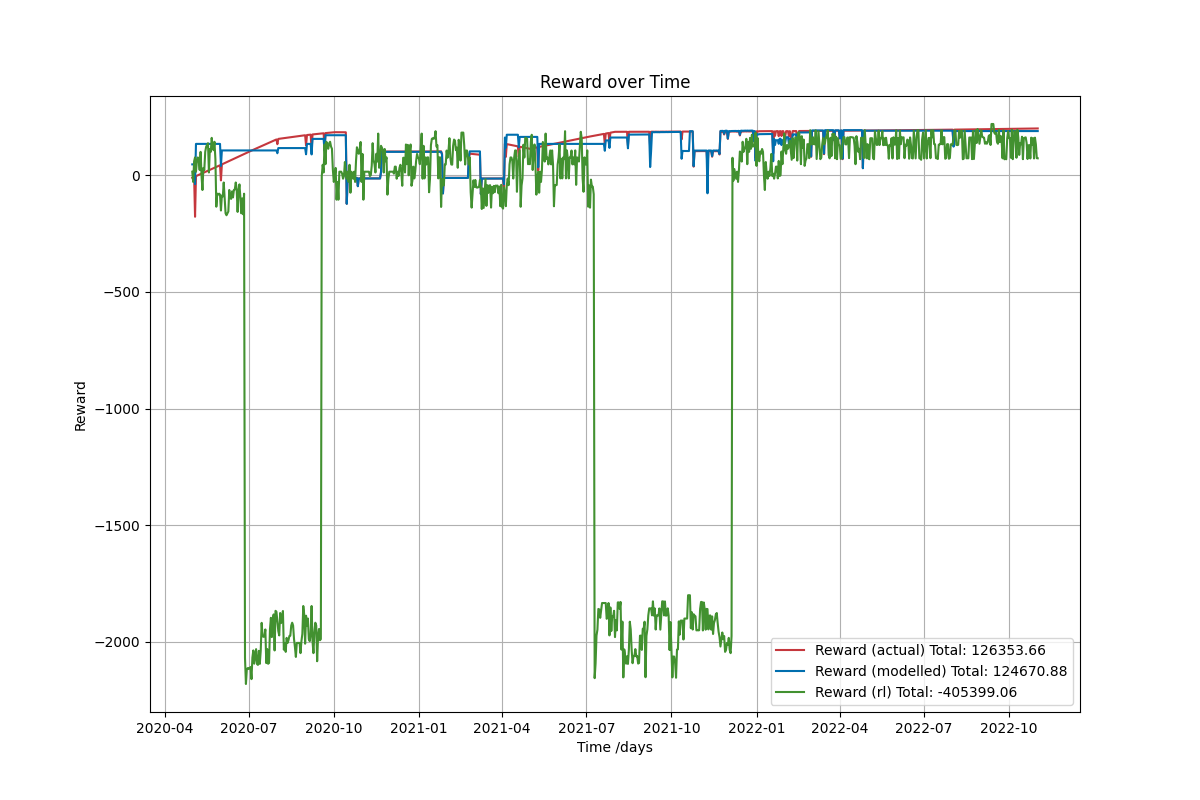 Reward over Time
Reward
0
−500
−1000
−1500
−2000
Reward (actual) Total: 126353.66
Reward (modelled) Total: 124670.88
Reward (rl) Total: -405399.06
2020-04 2020-07 2020-10 2021-01 2021-04 2021-07 2021-10 2022-01 2022-04 2022-07 2022-10
Time /days